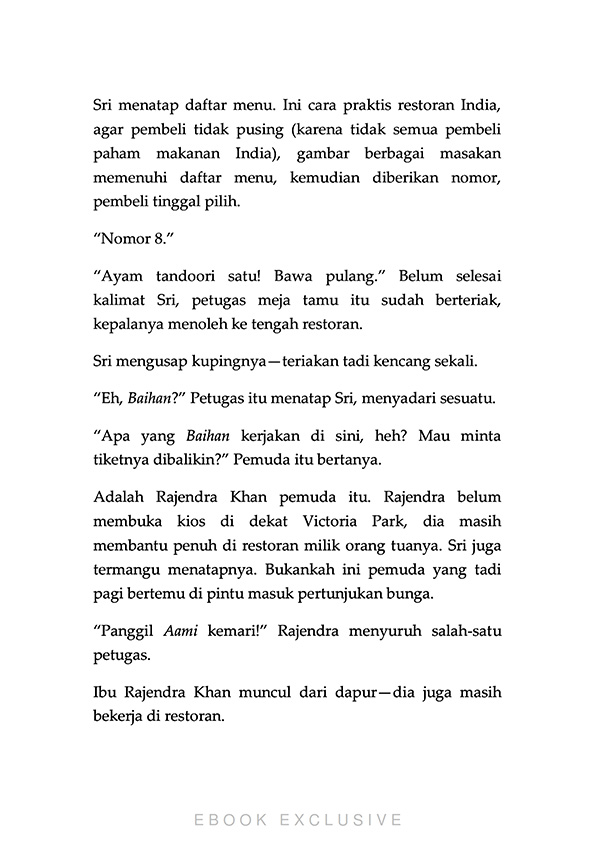 Sri menatap daftar menu. Ini cara praktis restoran India,
agar pembeli tidak pusing (karena tidak semua pembeli
paham makanan India), gambar berbagai masakan
memenuhi daftar menu, kemudian diberikan nomor,
pembeli tinggal pilih.
“Nomor 8.”
“Ayam tandoori satu! Bawa pulang.” Belum selesai
kalimat Sri, petugas meja tamu itu sudah berteriak,
kepalanya menoleh ke tengah restoran.
Sri mengusap kupingnya—teriakan tadi kencang sekali.
“Eh, Baihan?” Petugas itu menatap Sri, menyadari sesuatu.
“Apa yang Baihan kerjakan di sini, heh? Mau minta
tiketnya dibalikin?” Pemuda itu bertanya.
Adalah Rajendra Khan pemuda itu. Rajendra belum
membuka kios di dekat Victoria Park, dia masih
membantu penuh di restoran milik orang tuanya. Sri juga
termangu menatapnya. Bukankah ini pemuda yang tadi
pagi bertemu di pintu masuk pertunjukan bunga.
“Panggil Aami kemari!” Rajendra menyuruh salah-satu
petugas.
Ibu Rajendra Khan muncul dari dapur—dia juga masih
bekerja di restoran.
EBOOK EXCLUSIVE